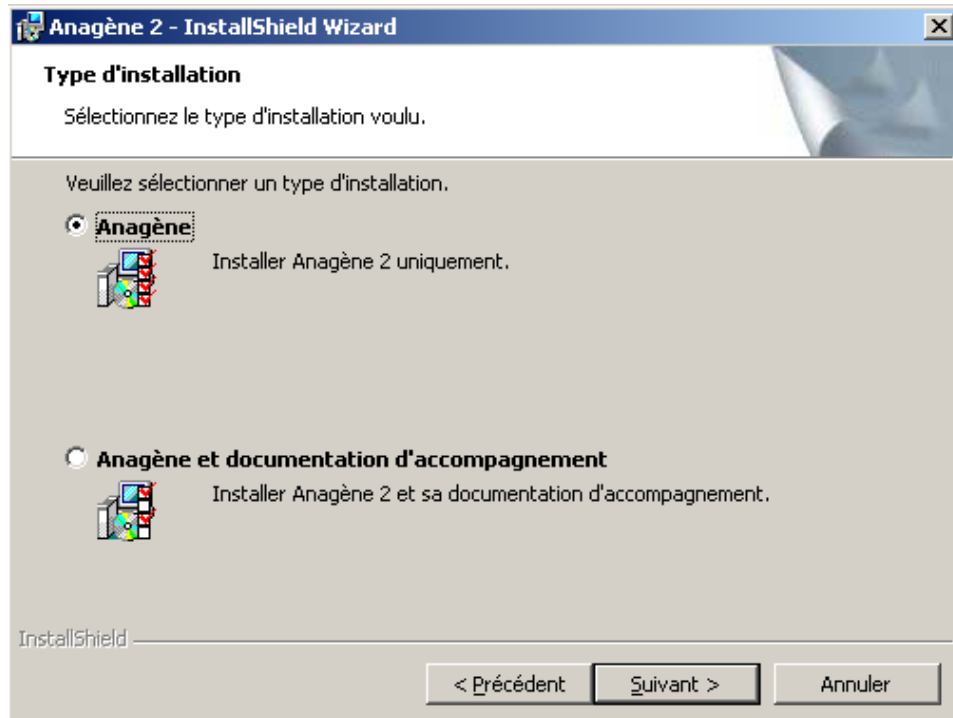 Anagène 2 - InstallShield Wizard
Type d'installation
Sélectionnez le type d'installation voulu.
Veuillez sélectionner un type d'installation.
Anagène
Installer Anagène 2 uniquement.
Anagène et documentation d'accompagnement
Installer Anagène 2 et sa documentation d'accompagnement.
InstallShield
< Précédent
Suivant >
Annuler